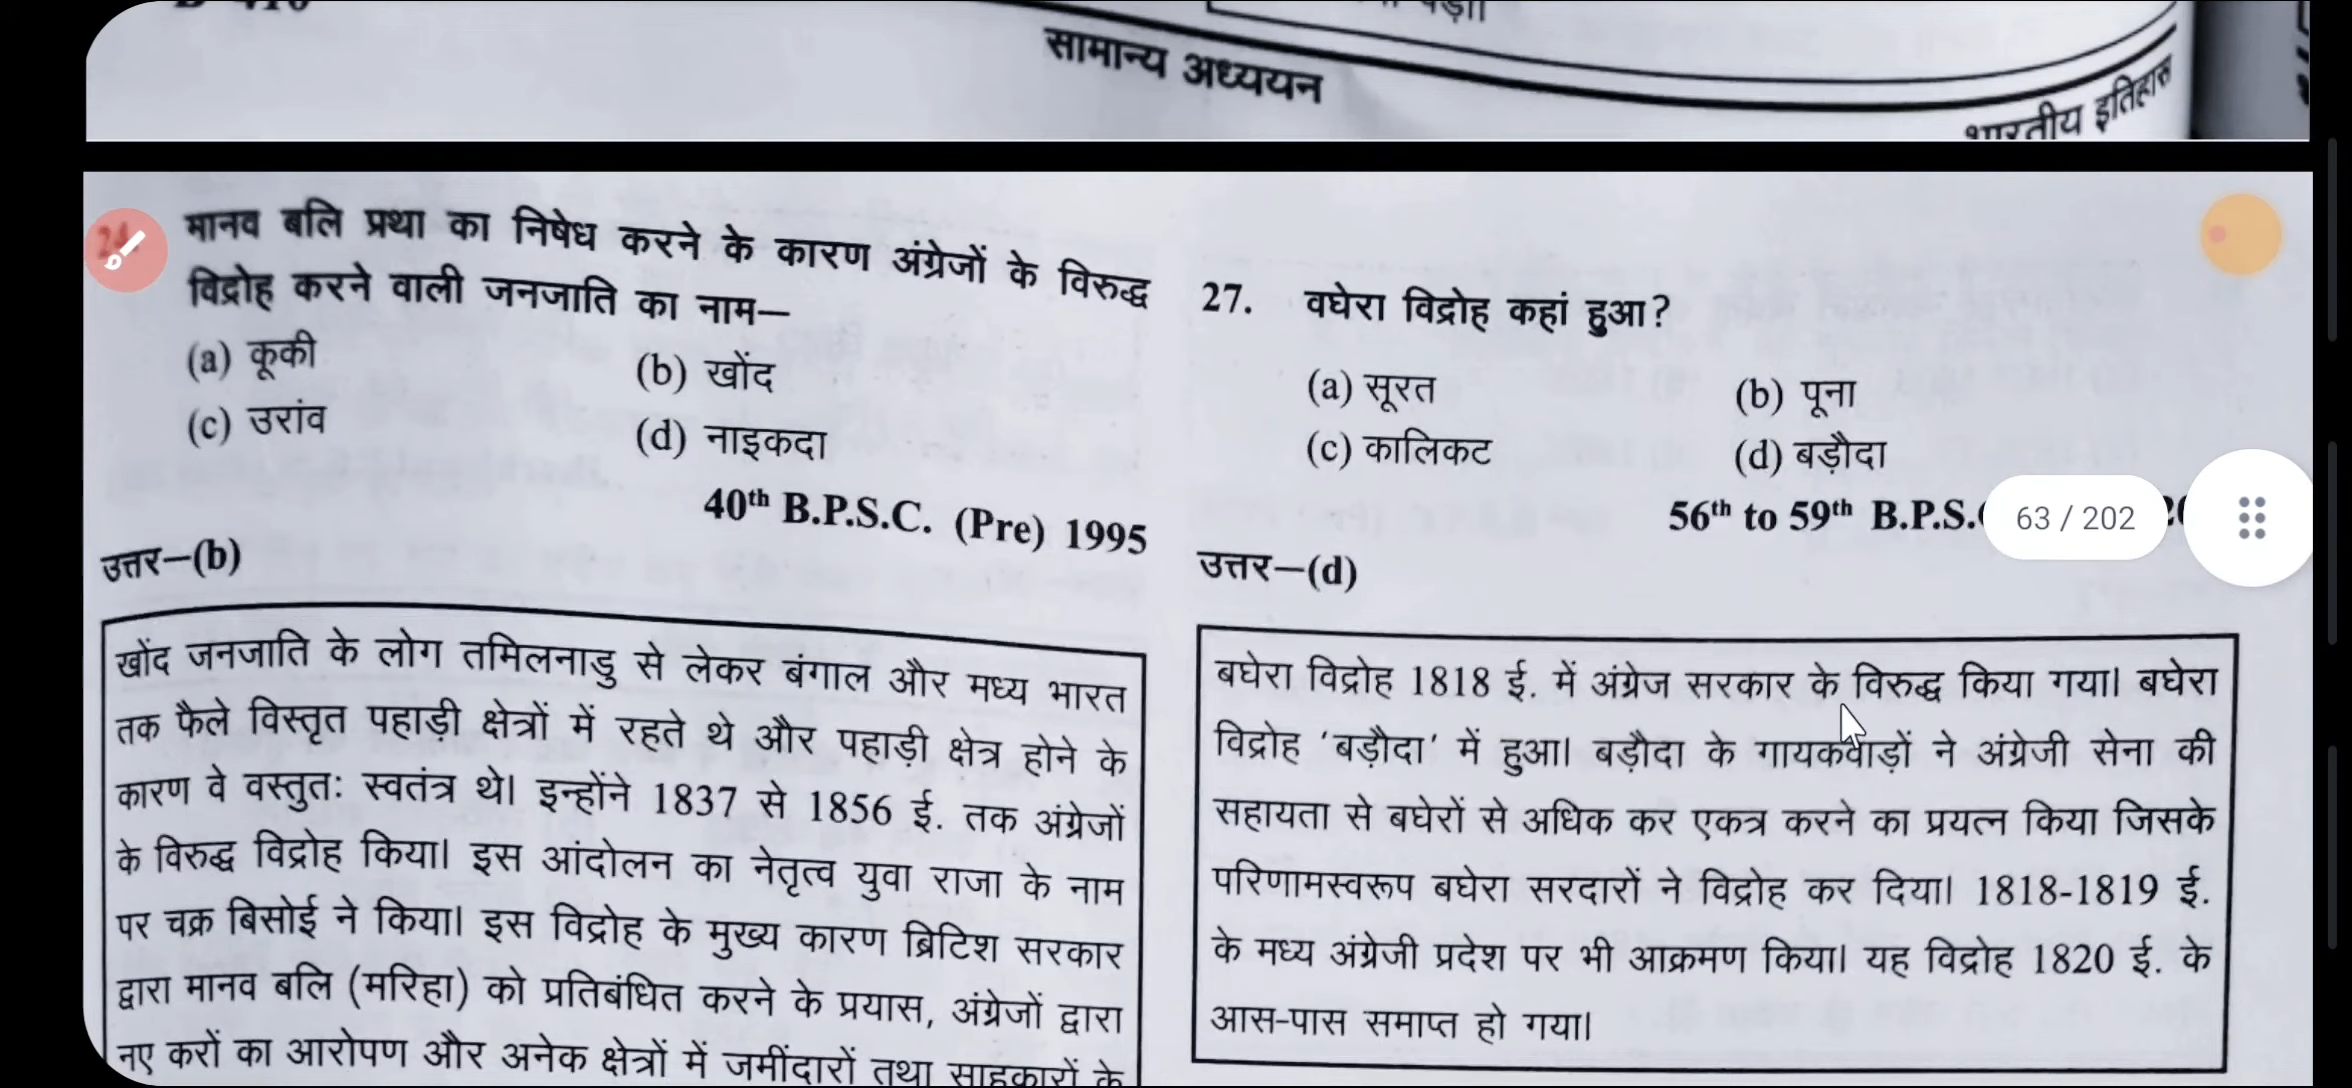 सामान्य अध्ययन
भारतीय इतिहास
मानव बलि प्रथा का निषेध करने के कारण अंग्रेजों के विरुद्ध
विद्रोह करने वाली जनजाति का नाम–
(a) कूकी (b) खोंद
(c) उरांव (d) नाइकदा
40th B.P.S.C. (Pre) 1995
उत्तर–(b)
खोंद जनजाति के लोग तमिलनाडु से लेकर बंगाल और मध्य भारत
तक फैले विस्तृत पहाड़ी क्षेत्रों में रहते थे और पहाड़ी क्षेत्र होने के
कारण वे वस्तुतः स्वतंत्र थे। इन्होंने 1837 से 1856 ई. तक अंग्रेजों
के विरुद्ध विद्रोह किया। इस आंदोलन का नेतृत्व युवा राजा के नाम
पर चक्र बिसोई ने किया। इस विद्रोह के मुख्य कारण ब्रिटिश सरकार
द्वारा मानव बलि (मरिहा) को प्रतिबंधित करने के प्रयास, अंग्रेजों द्वारा
नए करों का आरोपण और अनेक क्षेत्रों में जमींदारों तथा साहूकारों के
27. वघेरा विद्रोह कहां हुआ?
(a) सूरत (b) पूना
(c) कालिकट (d) बड़ौदा
56th to 59th B.P.S.
63 / 202
उत्तर–(d)
बघेरा विद्रोह 1818 ई. में अंग्रेज सरकार के विरुद्ध किया गया। बघेरा
विद्रोह 'बड़ौदा' में हुआ। बड़ौदा के गायकवाड़ों ने अंग्रेजी सेना की
सहायता से बघेरों से अधिक कर एकत्र करने का प्रयत्न किया जिसके
परिणामस्वरूप बघेरा सरदारों ने विद्रोह कर दिया। 1818-1819 ई.
के मध्य अंग्रेजी प्रदेश पर भी आक्रमण किया। यह विद्रोह 1820 ई. के
आस-पास समाप्त हो गया।